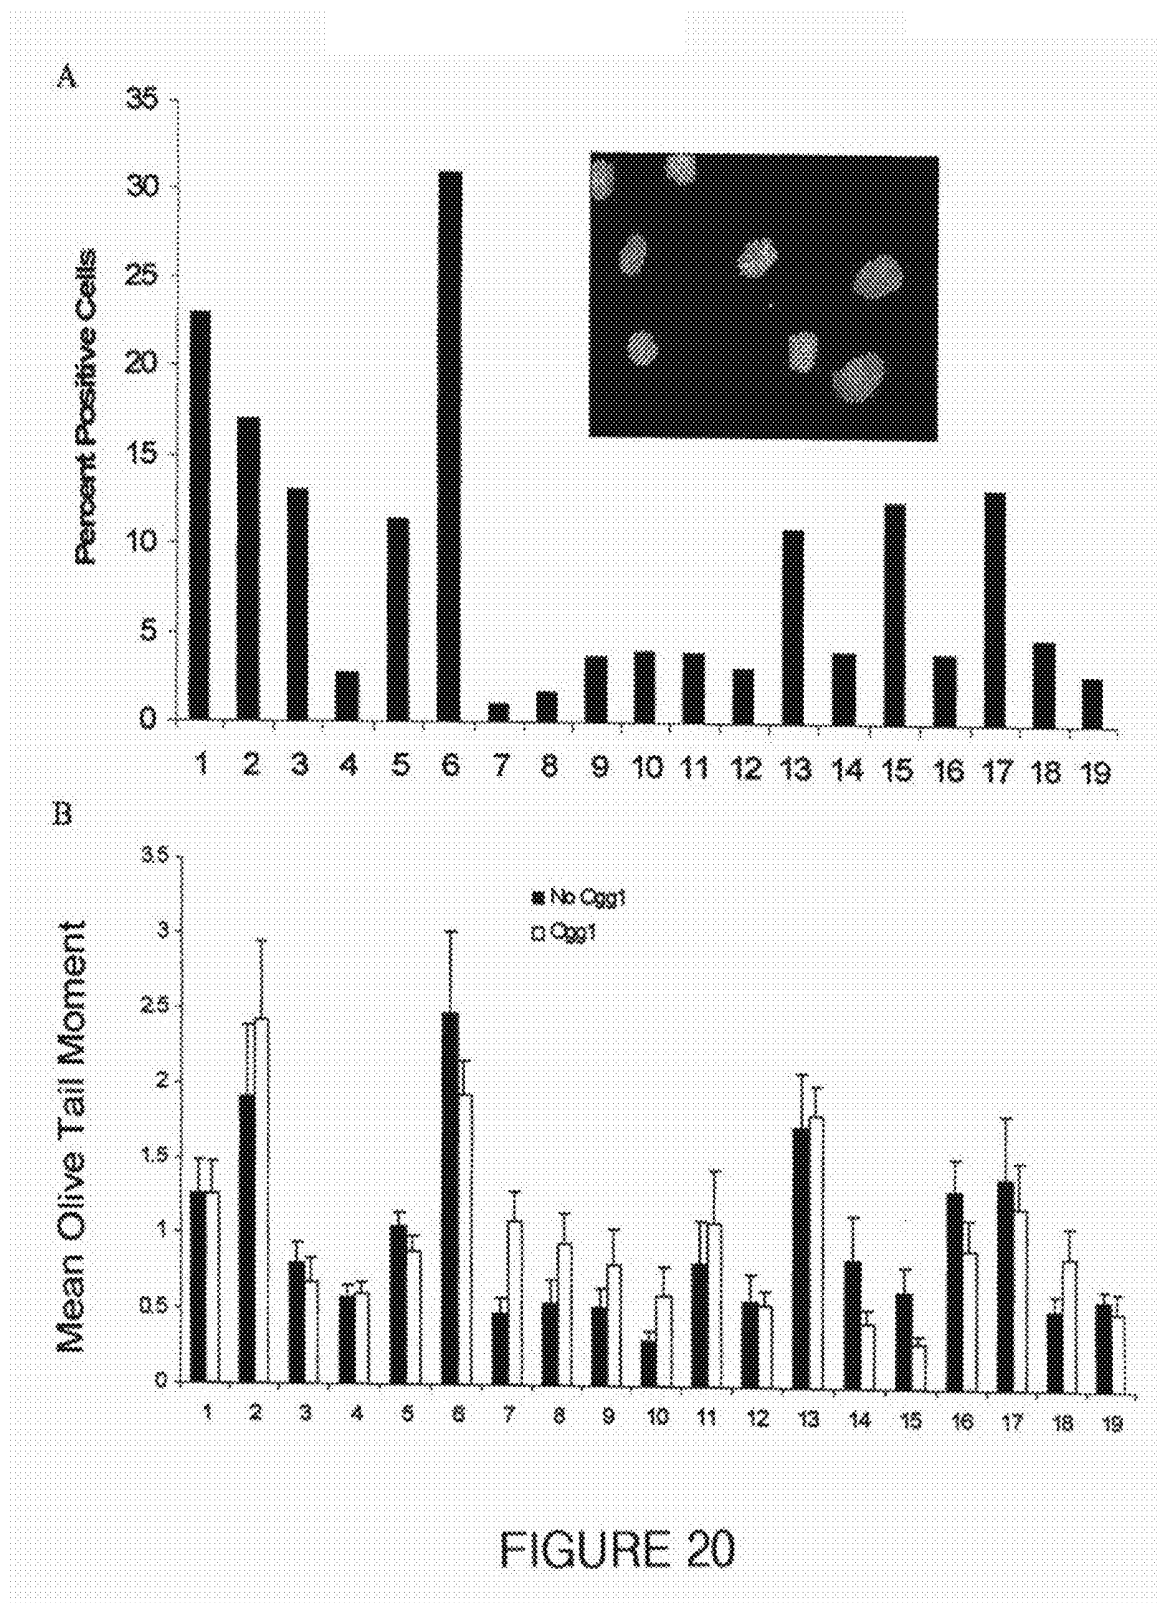 A
35
30
25
20
15
10
5
0
Percent Positive Cells
1 2 3 4 5 6 7 8 9 10 11 12 13 14 15 16 17 18 19
B
3.5
3
2.5
2
1.5
1
0.5
0
Mean Olive Tail Moment
No Ogg1
Ogg1
1 2 3 4 5 6 7 8 9 10 11 12 13 14 15 16 17 18 19
FIGURE 20